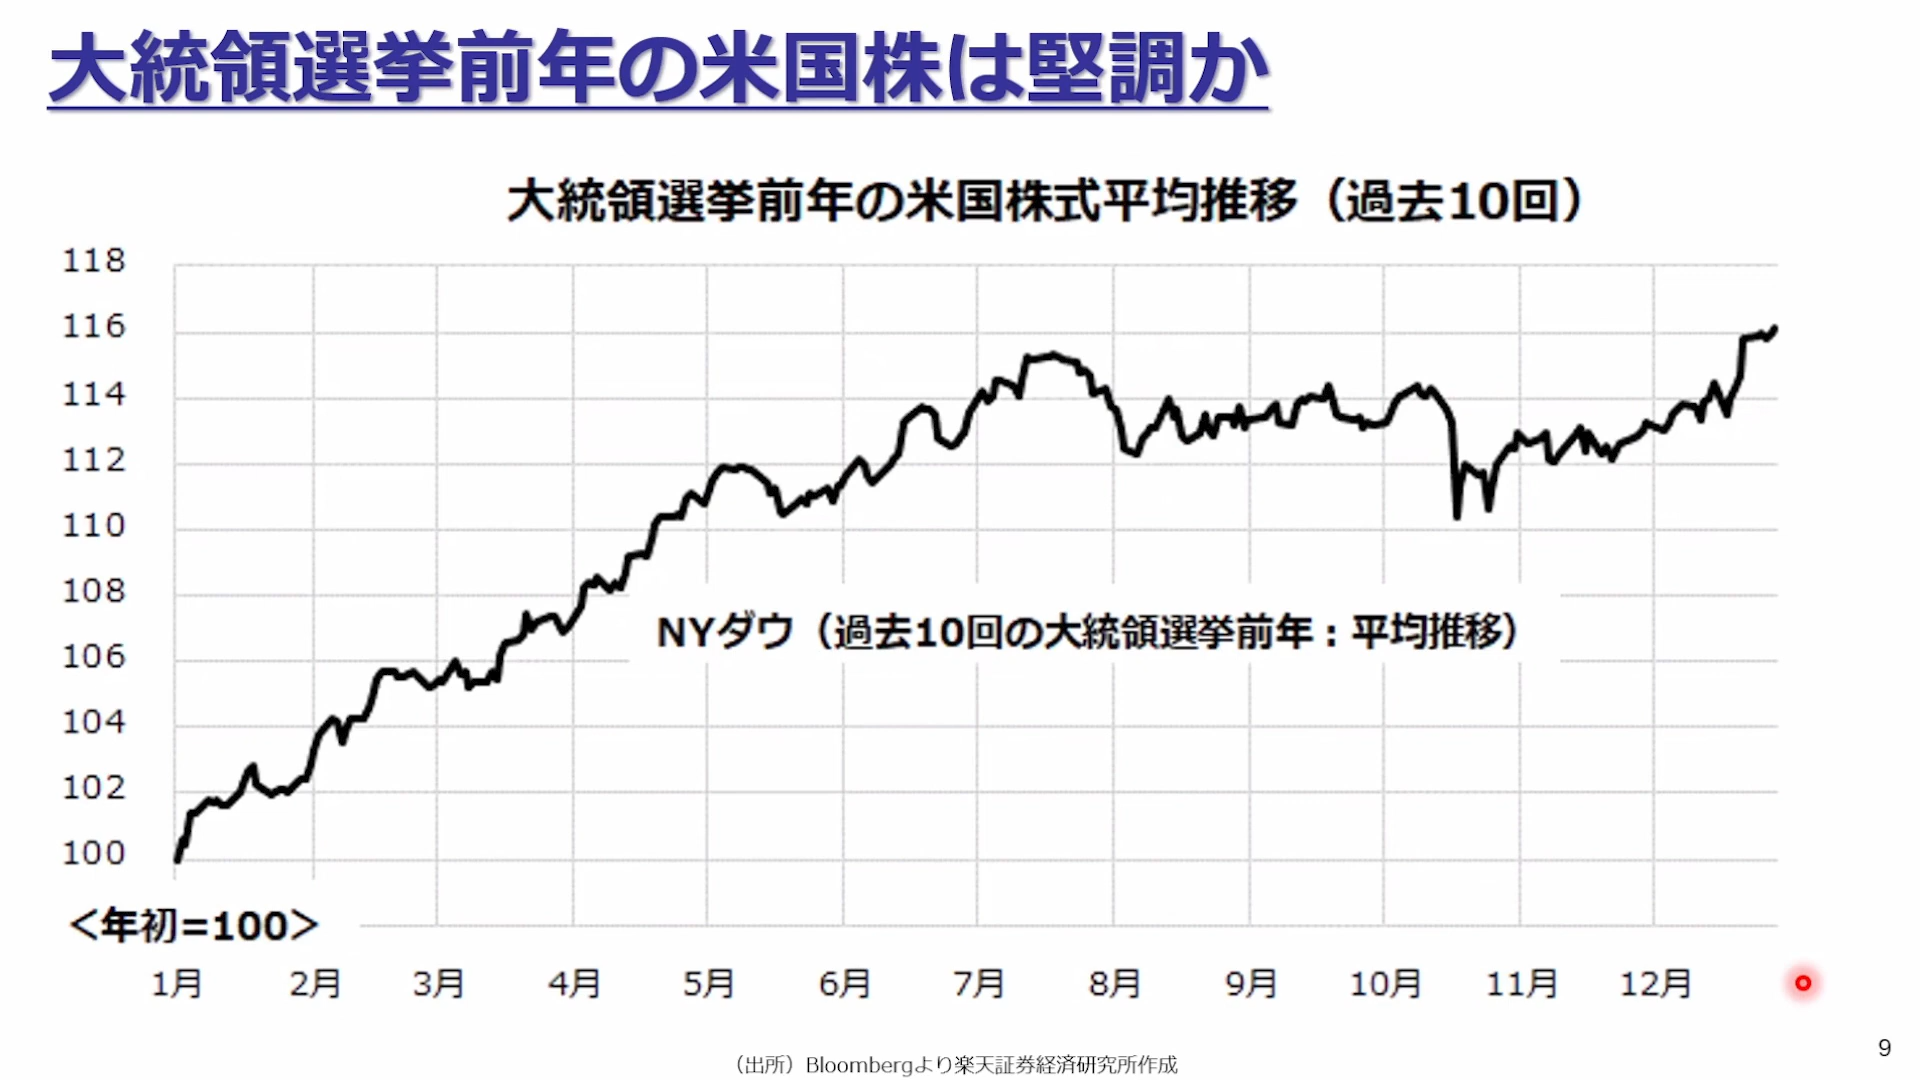 大統領選挙前年の米国株は堅調か
大統領選挙前年の米国株式平均推移（過去10回）
118
116
114
112
110
108
106
104
102
100
NYダウ（過去10回の大統領選挙前年：平均推移）
＜年初=100＞
1月 2月 3月 4月 5月 6月 7月 8月 9月 10月 11月 12月
（出所）Bloombergより楽天証券経済研究所作成
9